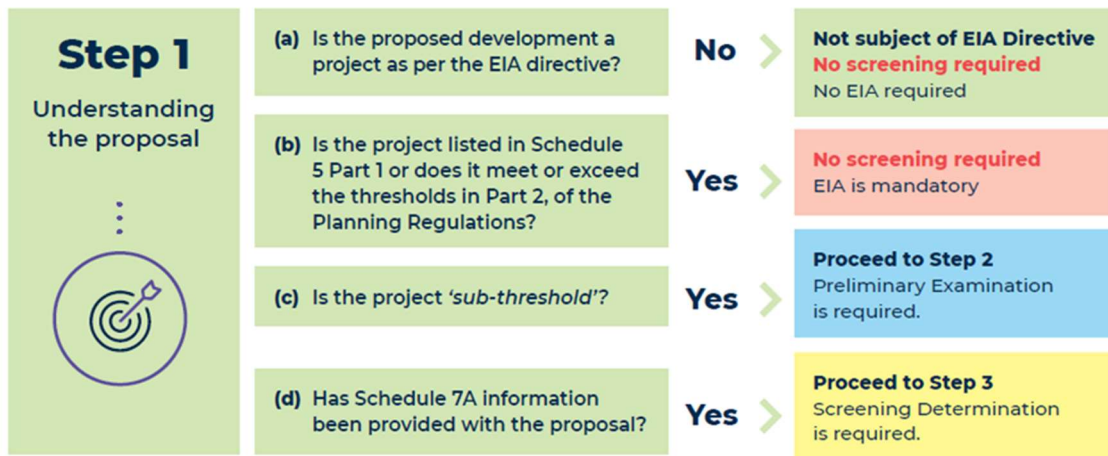 Step 1
Understanding
the proposal
(a) Is the proposed development a
project as per the EIA directive?
No
Not subject of EIA Directive
No screening required
No EIA required
(b) Is the project listed in Schedule
5 Part 1 or does it meet or exceed
the thresholds in Part 2, of the
Planning Regulations?
Yes
No screening required
EIA is mandatory
(c) Is the project ‘sub-threshold’?
Yes
Proceed to Step 2
Preliminary Examination
is required.
(d) Has Schedule 7A information
been provided with the proposal?
Yes
Proceed to Step 3
Screening Determination
is required.